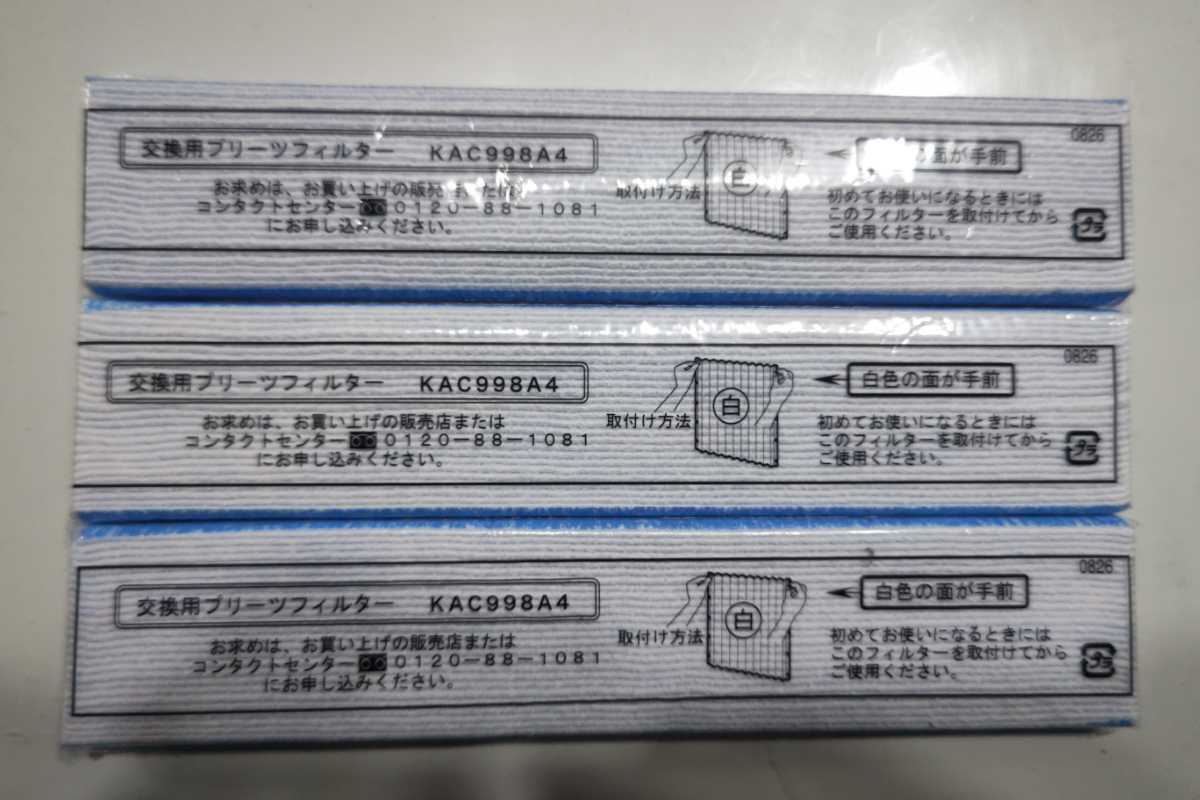 0826
交換用プリーツフィルター KAC998A4
お求めは、お買い上げの販売 または
コンタクトセンター 0120-88-1081
にお申し込みください。
取付け方法
白
の面が手前
初めてお使いになるときには
このフィルターを取付けてから
ご使用ください。
プラ
0826
交換用プリーツフィルター KAC998A4
お求めは、お買い上げの販売店または
コンタクトセンター 0120-88-1081
にお申し込みください。
取付け方法
白
白色の面が手前
初めてお使いになるときには
このフィルターを取付けてから
ご使用ください。
プラ
0826
交換用プリーツフィルター KAC998A4
お求めは、お買い上げの販売店または
コンタクトセンター 0120-88-1081
にお申し込みください。
取付け方法
白
白色の面が手前
初めてお使いになるときには
このフィルターを取付けてから
ご使用ください。
プラ